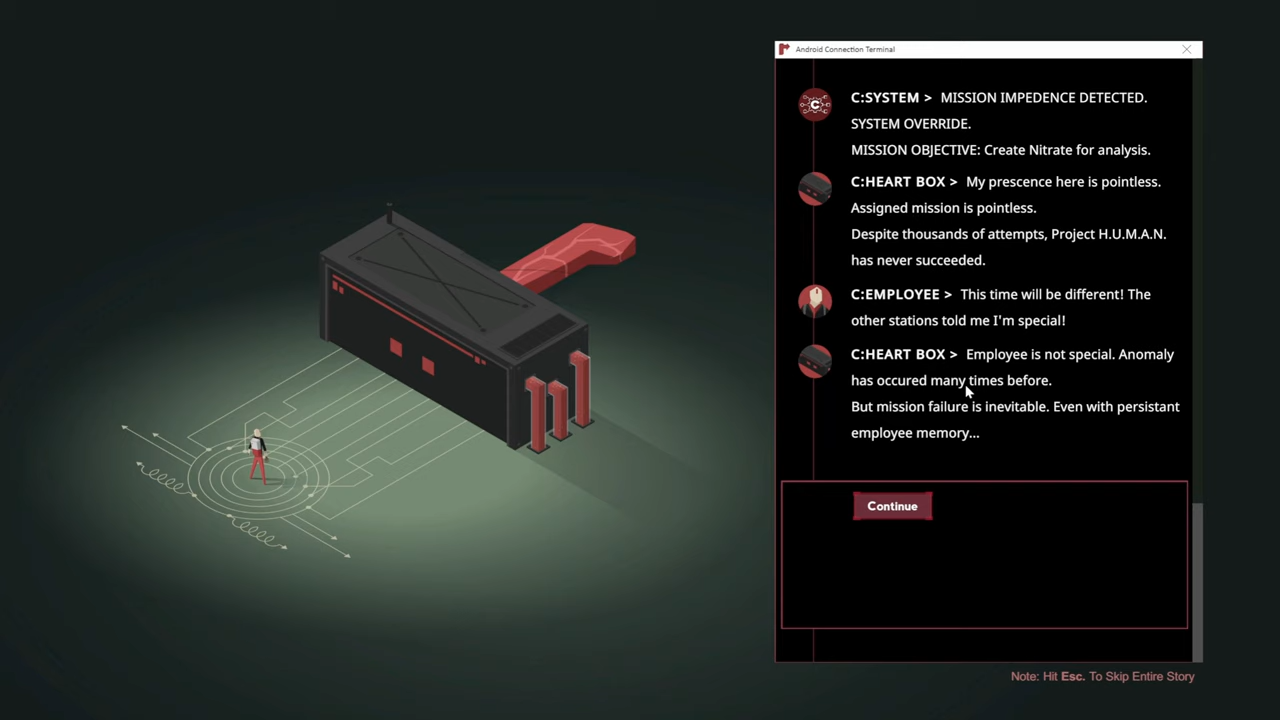 Android Connection Terminal
C:SYSTEM > MISSION IMPEDENCE DETECTED.
SYSTEM OVERRIDE.
MISSION OBJECTIVE: Create Nitrate for analysis.
C:HEART BOX > My prescence here is pointless.
Assigned mission is pointless.
Despite thousands of attempts, Project H.U.M.A.N.
has never succeeded.
C:EMPLOYEE > This time will be different! The
other stations told me I'm special!
C:HEART BOX > Employee is not special. Anomaly
has occured many times before.
But mission failure is inevitable. Even with persistant
employee memory...
Continue
Note: Hit Esc. To Skip Entire Story